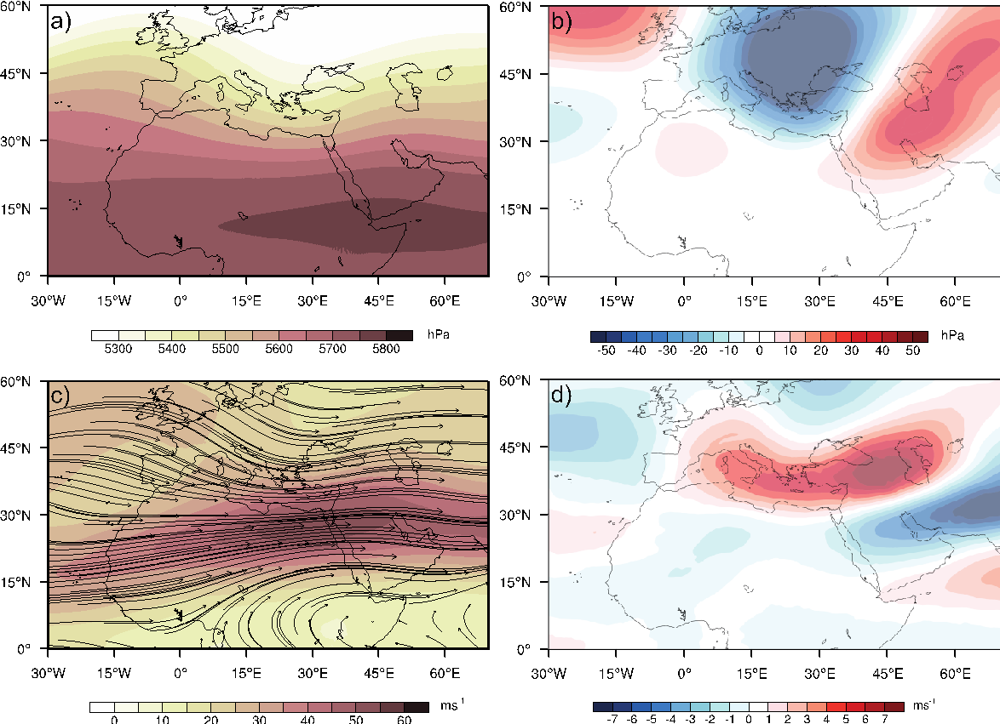 a)
60°N
45°N
30°N
15°N
0°
30°W 15°W 0° 15°E 30°E 45°E 60°E
5300 5400 5500 5600 5700 5800 hPa
b)
60°N
45°N
30°N
15°N
0°
30°W 15°W 0° 15°E 30°E 45°E 60°E
-50 -40 -30 -20 -10 0 10 20 30 40 50 hPa
c)
60°N
45°N
30°N
15°N
0°
30°W 15°W 0° 15°E 30°E 45°E 60°E
0 10 20 30 40 50 60 ms⁻¹
d)
60°N
45°N
30°N
15°N
0°
30°W 15°W 0° 15°E 30°E 45°E 60°E
-7 -6 -5 -4 -3 -2 -1 0 1 2 3 4 5 6 7 ms⁻¹